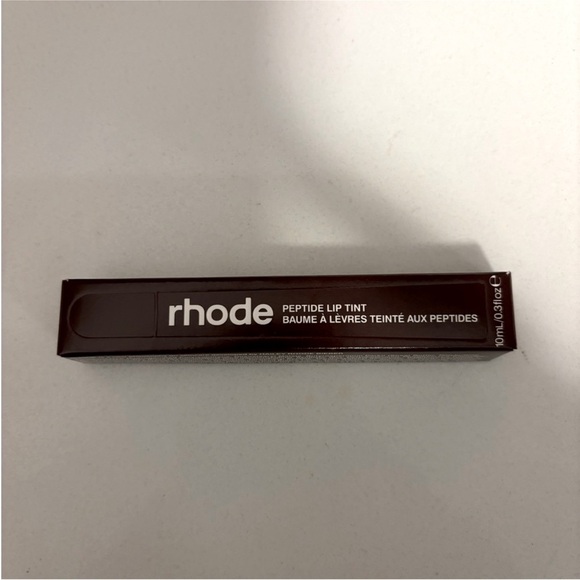 rhode
PEPTIDE LIP TINT
BAUME À LÈVRES TEINTÉ AUX PEPTIDES
10mL/0.3floz℮